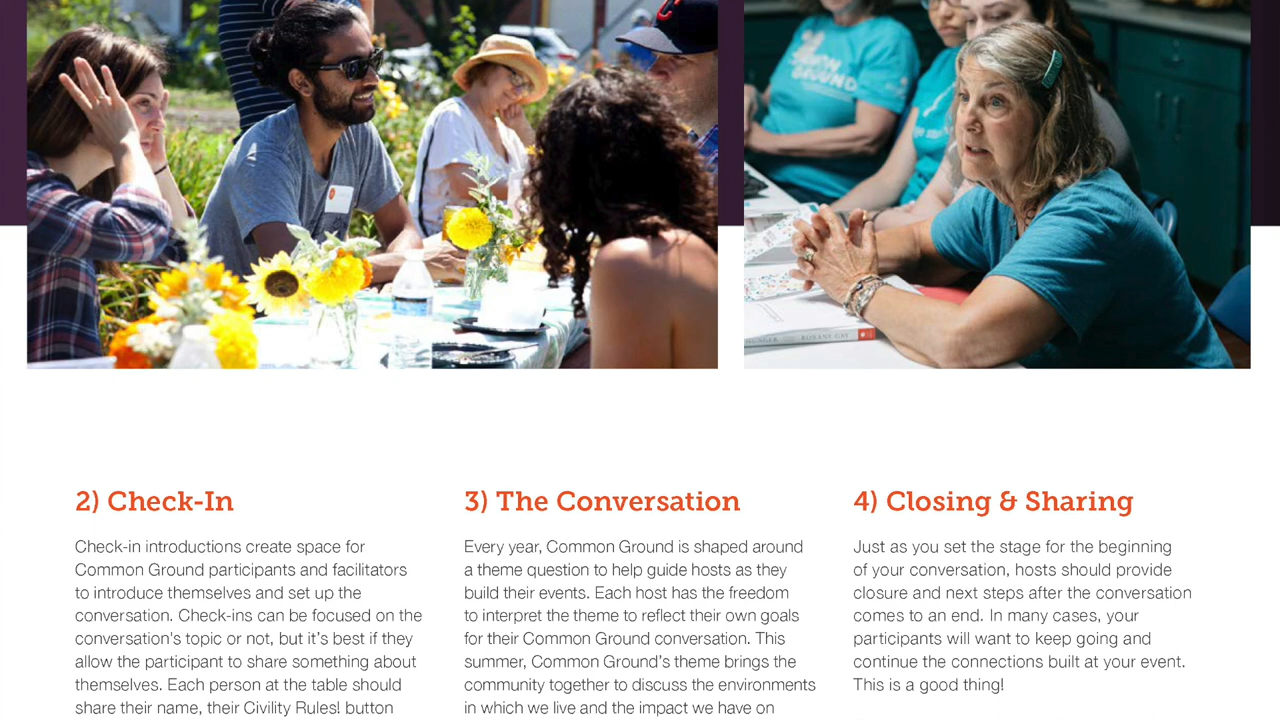 GROUND
ROXANE GAY
2) Check-In
Check-in introductions create space for
Common Ground participants and facilitators
to introduce themselves and set up the
conversation. Check-ins can be focused on the
conversation's topic or not, but it’s best if they
allow the participant to share something about
themselves. Each person at the table should
share their name, their Civility Rules! button
3) The Conversation
Every year, Common Ground is shaped around
a theme question to help guide hosts as they
build their events. Each host has the freedom
to interpret the theme to reflect their own goals
for their Common Ground conversation. This
summer, Common Ground’s theme brings the
community together to discuss the environments
in which we live and the impact we have on
4) Closing & Sharing
Just as you set the stage for the beginning
of your conversation, hosts should provide
closure and next steps after the conversation
comes to an end. In many cases, your
participants will want to keep going and
continue the connections built at your event.
This is a good thing!